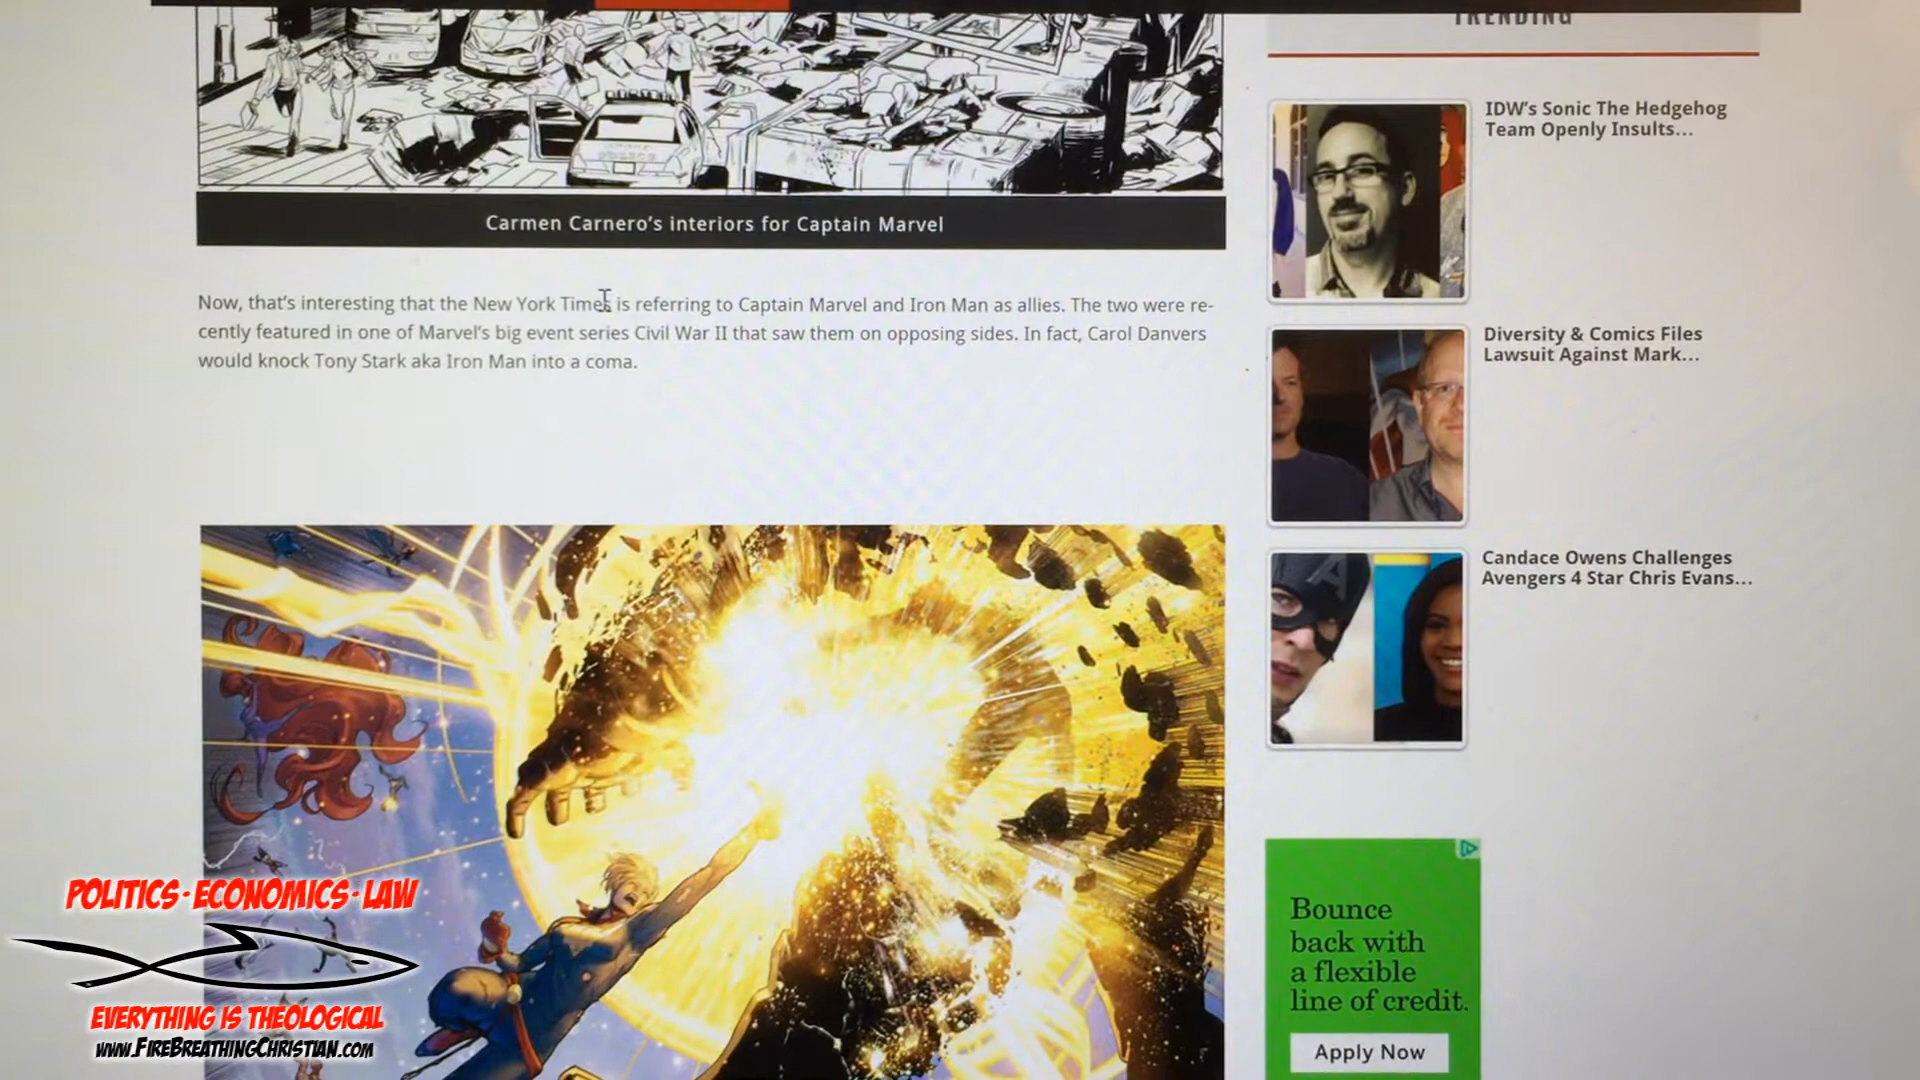 TRENDING
IDW's Sonic The Hedgehog
Team Openly Insults...
Carmen Carnero's interiors for Captain Marvel
Now, that's interesting that the New York Times is referring to Captain Marvel and Iron Man as allies. The two were re-
cently featured in one of Marvel's big event series Civil War II that saw them on opposing sides. In fact, Carol Danvers
would knock Tony Stark aka Iron Man into a coma.
Diversity & Comics Files
Lawsuit Against Mark...
Candace Owens Challenges
Avengers 4 Star Chris Evans...
POLITICS · ECONOMICS · LAW
EVERYTHING IS THEOLOGICAL
www.FireBreathingChristian.com
Bounce
back with
a flexible
line of credit.
Apply Now